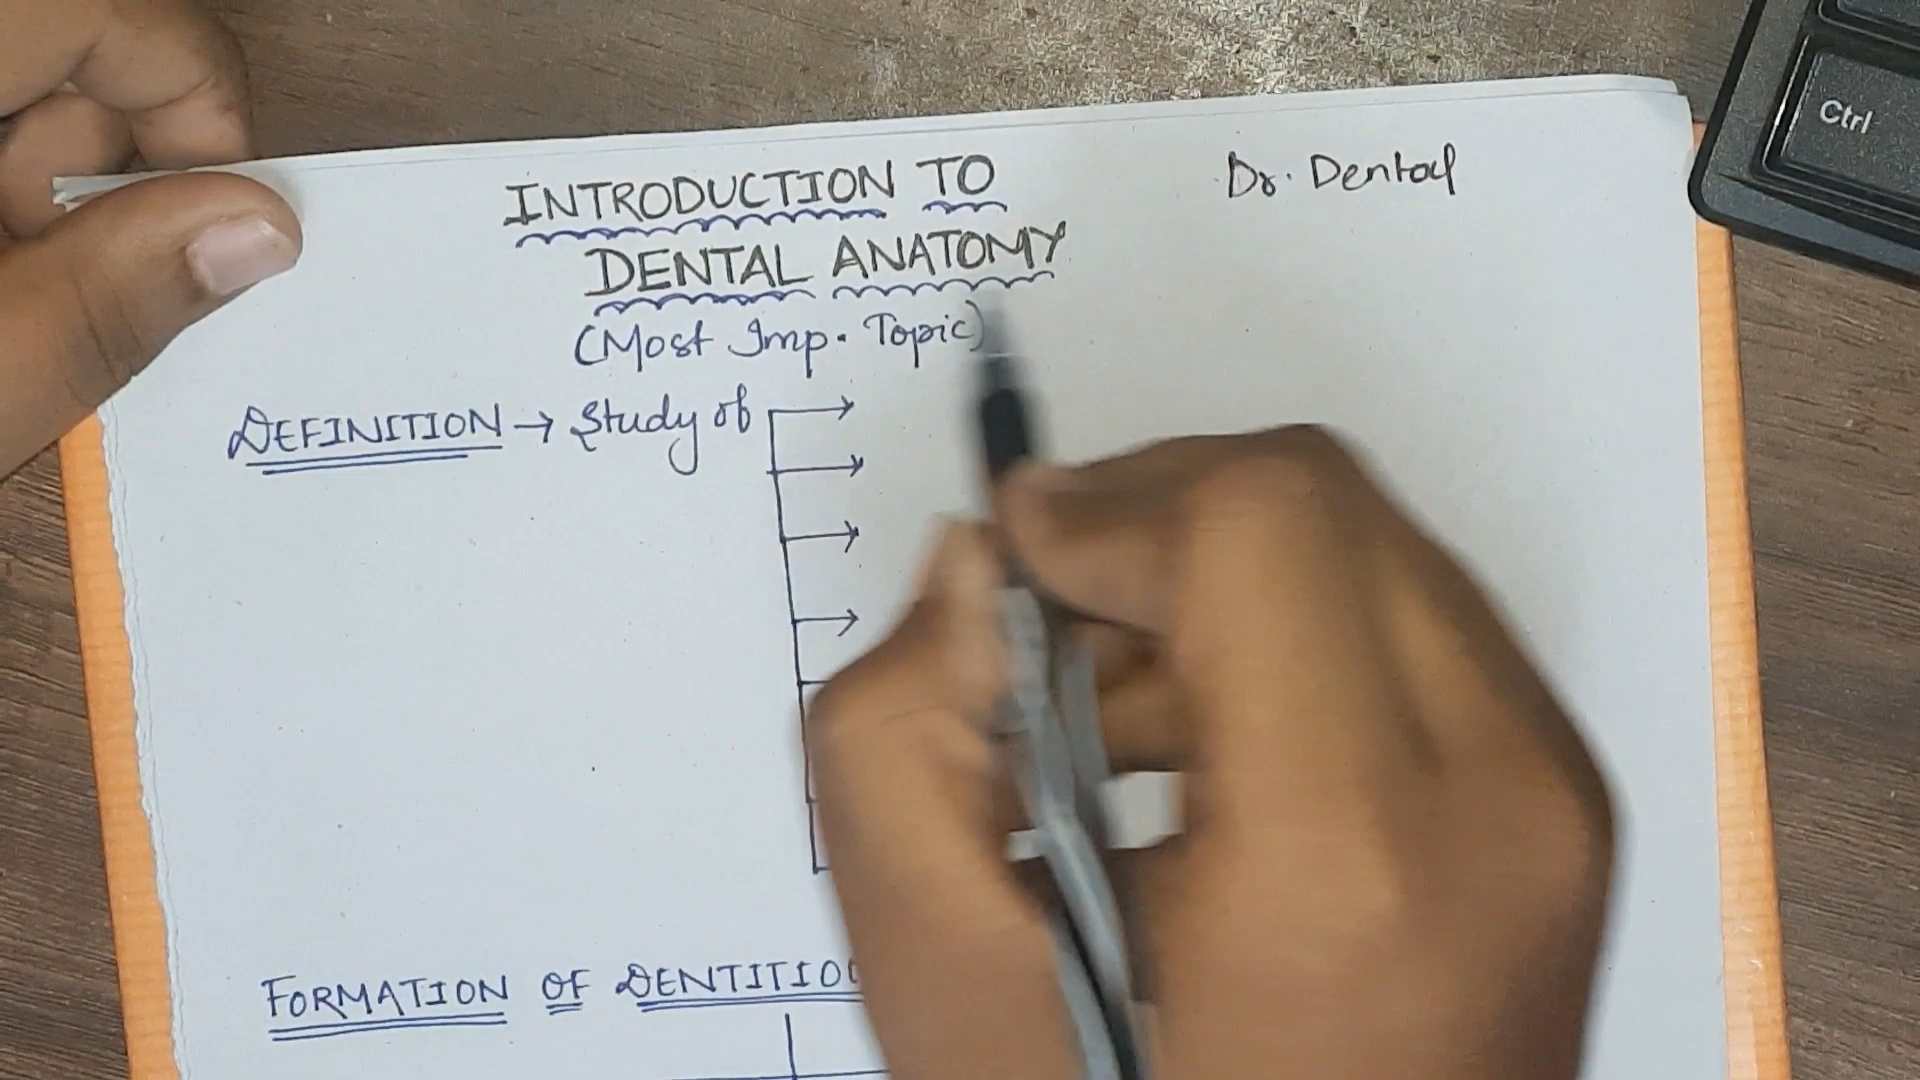 INTRODUCTION TO
Dr. Dental
DENTAL ANATOMY
(Most Imp. Topic)
DEFINITION → Study of
FORMATION OF DENTITIO
Ctrl